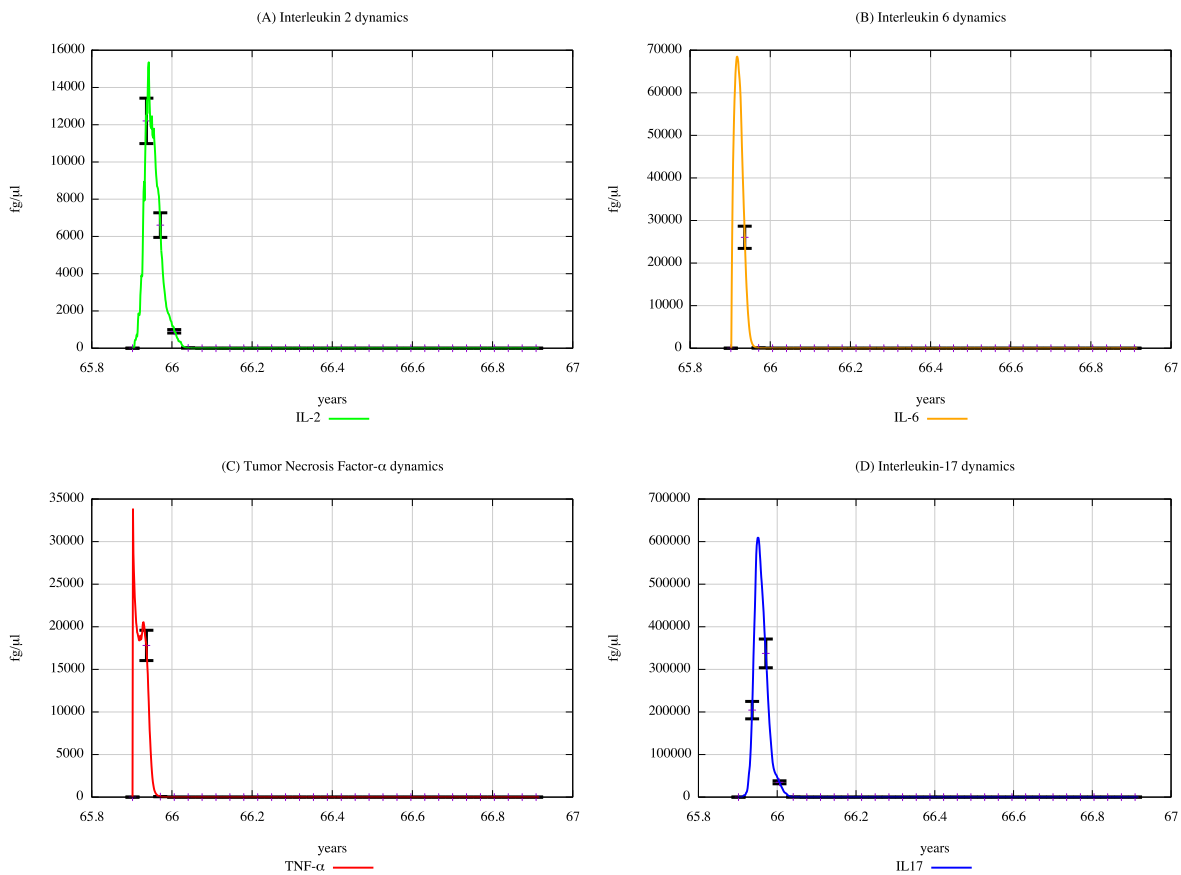 (A) Interleukin 2 dynamics
16000
14000
12000
10000
8000
6000
4000
2000
0
fg/µl
65.8 66 66.2 66.4 66.6 66.8 67
years
IL-2
(B) Interleukin 6 dynamics
70000
60000
50000
40000
30000
20000
10000
0
fg/µl
65.8 66 66.2 66.4 66.6 66.8 67
years
IL-6
(C) Tumor Necrosis Factor-α dynamics
35000
30000
25000
20000
15000
10000
5000
0
fg/µl
65.8 66 66.2 66.4 66.6 66.8 67
years
TNF-α
(D) Interleukin-17 dynamics
700000
600000
500000
400000
300000
200000
100000
0
fg/µl
65.8 66 66.2 66.4 66.6 66.8 67
years
IL17